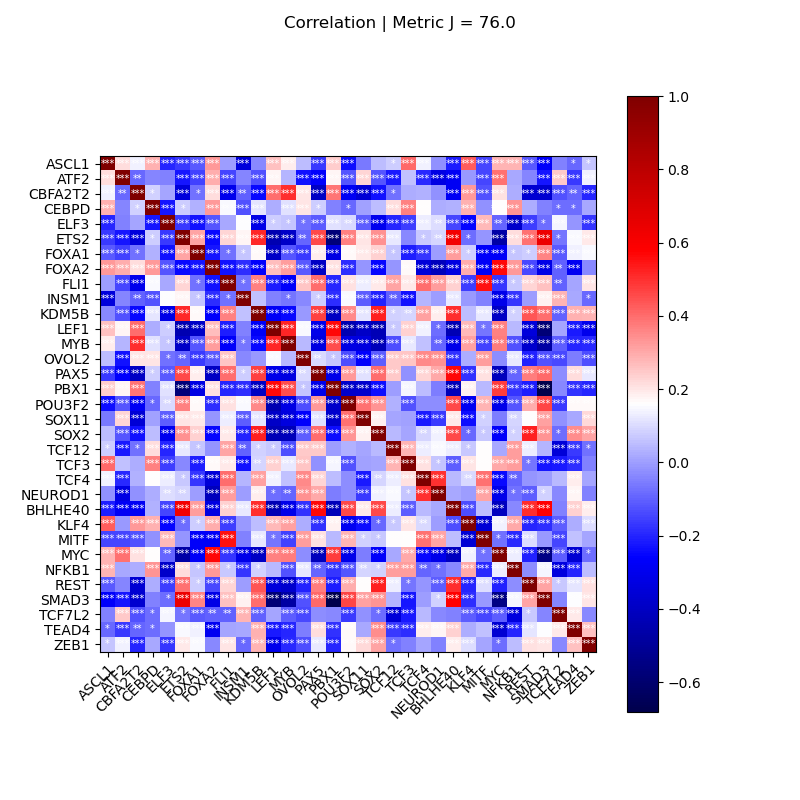 Correlation | Metric J = 76.0
ASCL1
ATF2
CBFA2T2
CEBPD
ELF3
ETS2
FOXA1
FOXA2
FLI1
INSM1
KDM5B
LEF1
MYB
OVOL2
PAX5
PBX1
POU3F2
SOX11
SOX2
TCF12
TCF3
TCF4
NEUROD1
BHLHE40
KLF4
MITF
MYC
NFKB1
REST
SMAD3
TCF7L2
TEAD4
ZEB1
ASCL1
ATF2
CBFA2T2
CEBPD
ELF3
ETS2
FOXA1
FOXA2
FLI1
INSM1
KDM5B
LEF1
MYB
OVOL2
PAX5
PBX1
POU3F2
SOX11
SOX2
TCF12
TCF3
TCF4
NEUROD1
BHLHE40
KLF4
MITF
MYC
NFKB1
REST
SMAD3
TCF7L2
TEAD4
ZEB1
1.0
0.8
0.6
0.4
0.2
0.0
−0.2
−0.4
−0.6